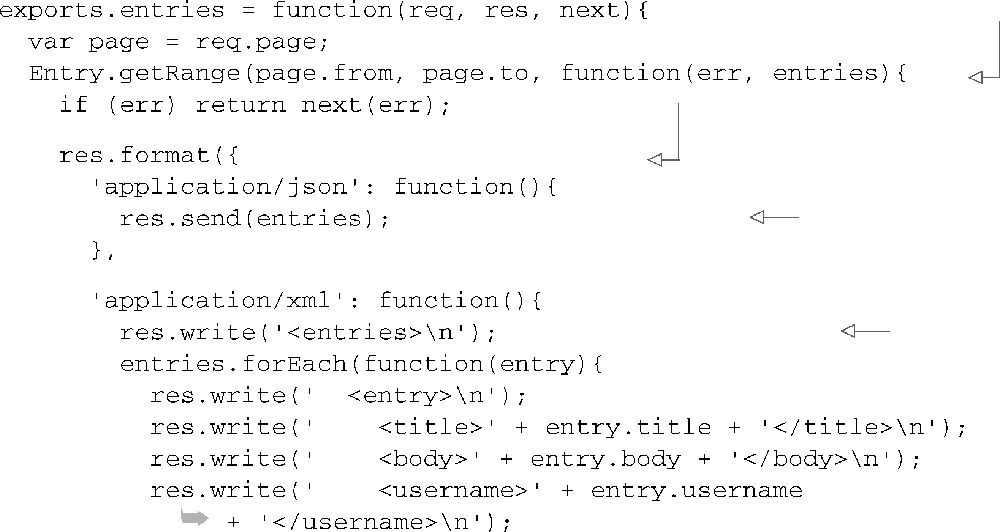 exports.entries = function(req, res, next){
  var page = req.page;
  Entry.getRange(page.from, page.to, function(err, entries){
    if (err) return next(err);
    res.format({
      'application/json': function(){
        res.send(entries);
      },
      'application/xml': function(){
        res.write('<entries>\n');
        entries.forEach(function(entry){
          res.write('  <entry>\n');
          res.write('    <title>' + entry.title + '</title>\n');
          res.write('    <body>' + entry.body + '</body>\n');
          res.write('    <username>' + entry.username
               + '</username>\n');